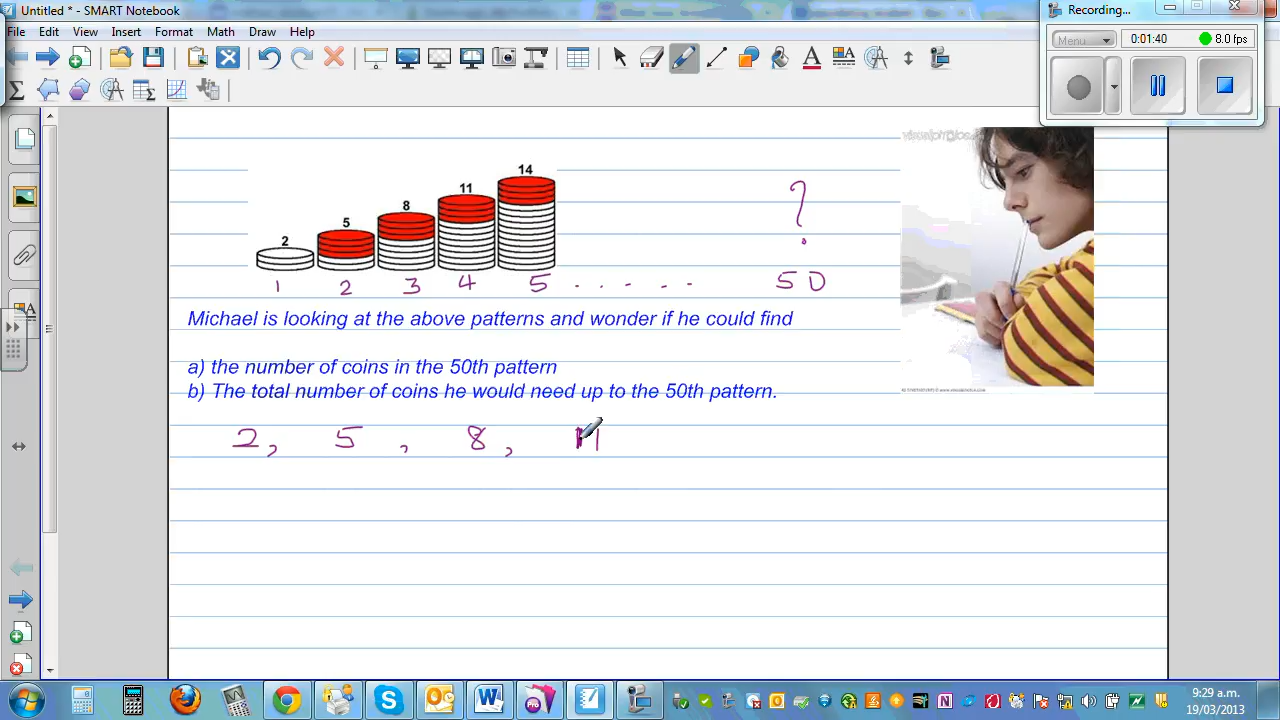 Untitled * - SMART Notebook
Recording...
File Edit View Insert Format Math Draw Help
Menu 0:01:40 8.0 fps
14
11
8
5
2
?
1 2 3 4 5 . . . . . 50
Michael is looking at the above patterns and wonder if he could find
a) the number of coins in the 50th pattern
b) The total number of coins he would need up to the 50th pattern.
2, 5 , 8, 11
9:29 a.m.
19/03/2013